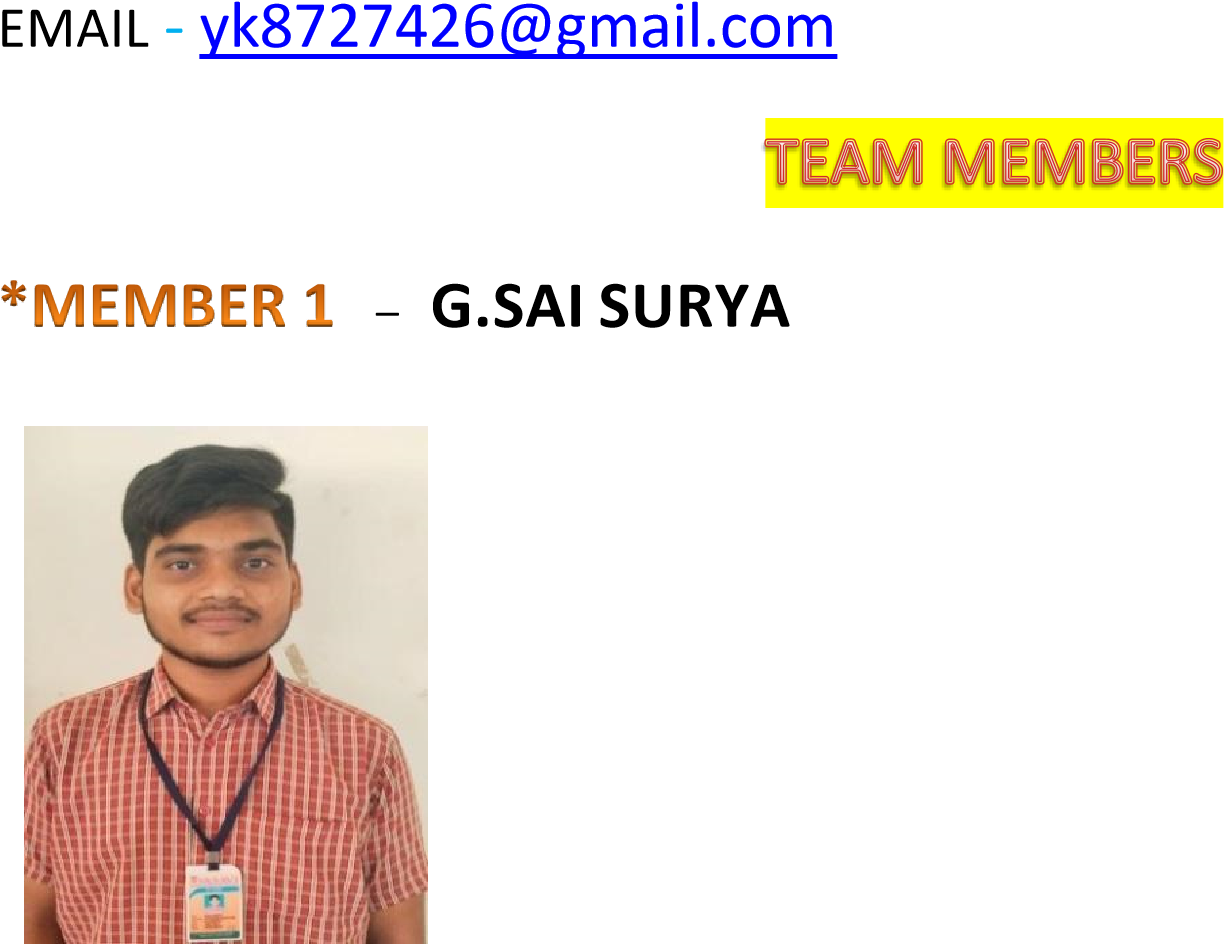 EMAIL - yk8727426@gmail.com
TEAM MEMBERS
*MEMBER 1 – G.SAI SURYA